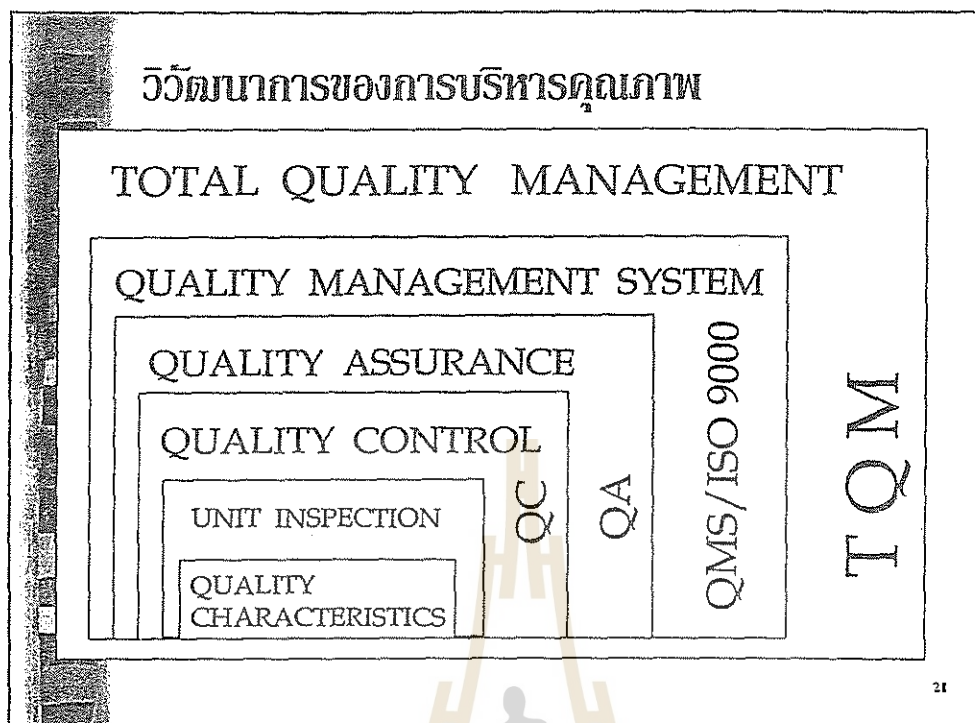 วิวัฒนาการของการบริหารคุณภาพ
TOTAL QUALITY MANAGEMENT
QUALITY MANAGEMENT SYSTEM
QUALITY ASSURANCE
QUALITY CONTROL
UNIT INSPECTION
QUALITY
CHARACTERISTICS
QC
QA
QMS/ISO 9000
T Q M
21